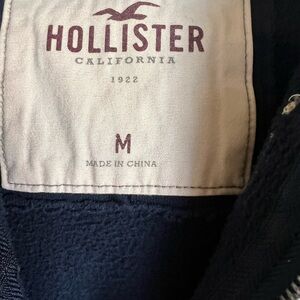 HOLLISTER
CALIFORNIA
1922
M
MADE IN CHINA